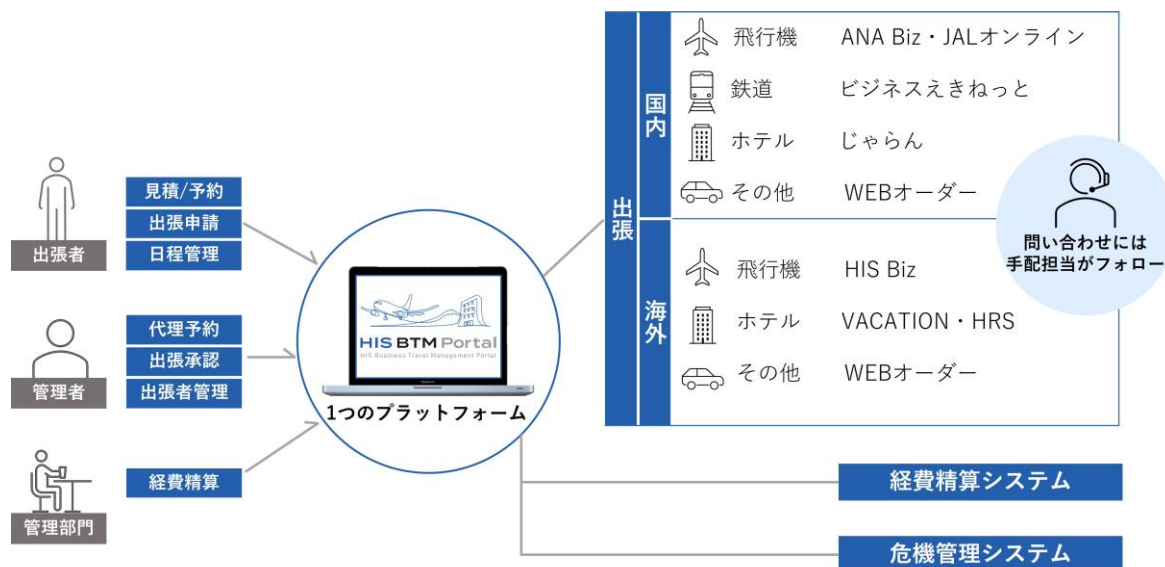 出張者
見積/予約
出張申請
日程管理
管理者
代理予約
出張承認
出張者管理
管理部門
経費精算
HIS BTM Portal
HIS Business Travel Management Portal
1つのプラットフォーム
出張
国内
飛行機 ANA Biz・JALオンライン
鉄道 ビジネスえきねっと
ホテル じゃらん
その他 WEBオーダー
海外
飛行機 HIS Biz
ホテル VACATION・HRS
その他 WEBオーダー
問い合わせには
手配担当がフォロー
経費精算システム
危機管理システム